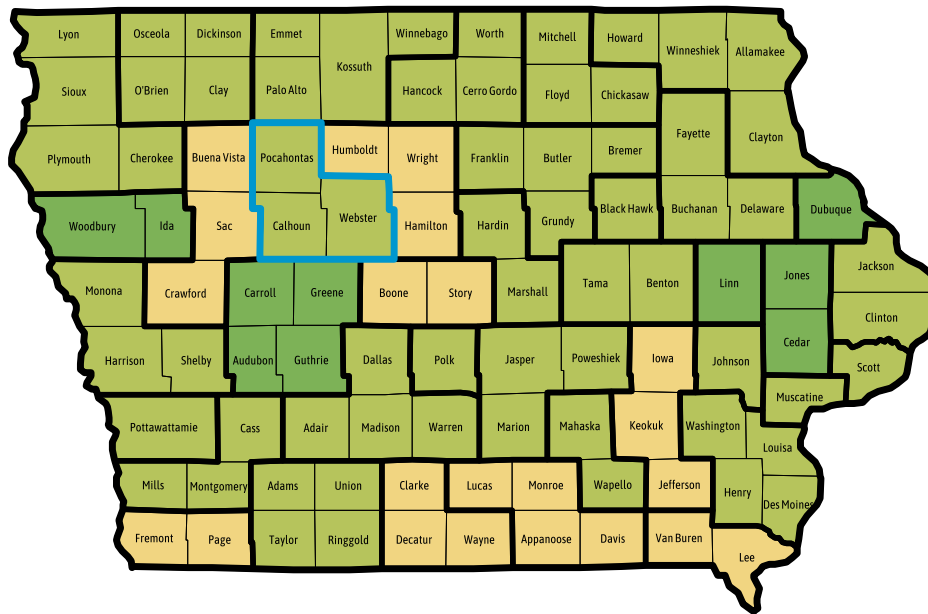 Lyon
Osceola
Dickinson
Emmet
Kossuth
Winnebago
Worth
Mitchell
Howard
Winneshiek
Allamakee
Sioux
O'Brien
Clay
Palo Alto
Hancock
Cerro Gordo
Floyd
Chickasaw
Fayette
Clayton
Plymouth
Cherokee
Buena Vista
Pocahontas
Humboldt
Wright
Franklin
Butler
Bremer
Woodbury
Ida
Sac
Calhoun
Webster
Hamilton
Hardin
Grundy
Black Hawk
Buchanan
Delaware
Dubuque
Monona
Crawford
Carroll
Greene
Boone
Story
Marshall
Tama
Benton
Linn
Jones
Jackson
Clinton
Harrison
Shelby
Audubon
Guthrie
Dallas
Polk
Jasper
Poweshiek
Iowa
Johnson
Cedar
Scott
Muscatine
Pottawattamie
Cass
Adair
Madison
Warren
Marion
Mahaska
Keokuk
Washington
Louisa
Mills
Montgomery
Adams
Union
Clarke
Lucas
Monroe
Wapello
Jefferson
Henry
Des Moines
Fremont
Page
Taylor
Ringgold
Decatur
Wayne
Appanoose
Davis
Van Buren
Lee